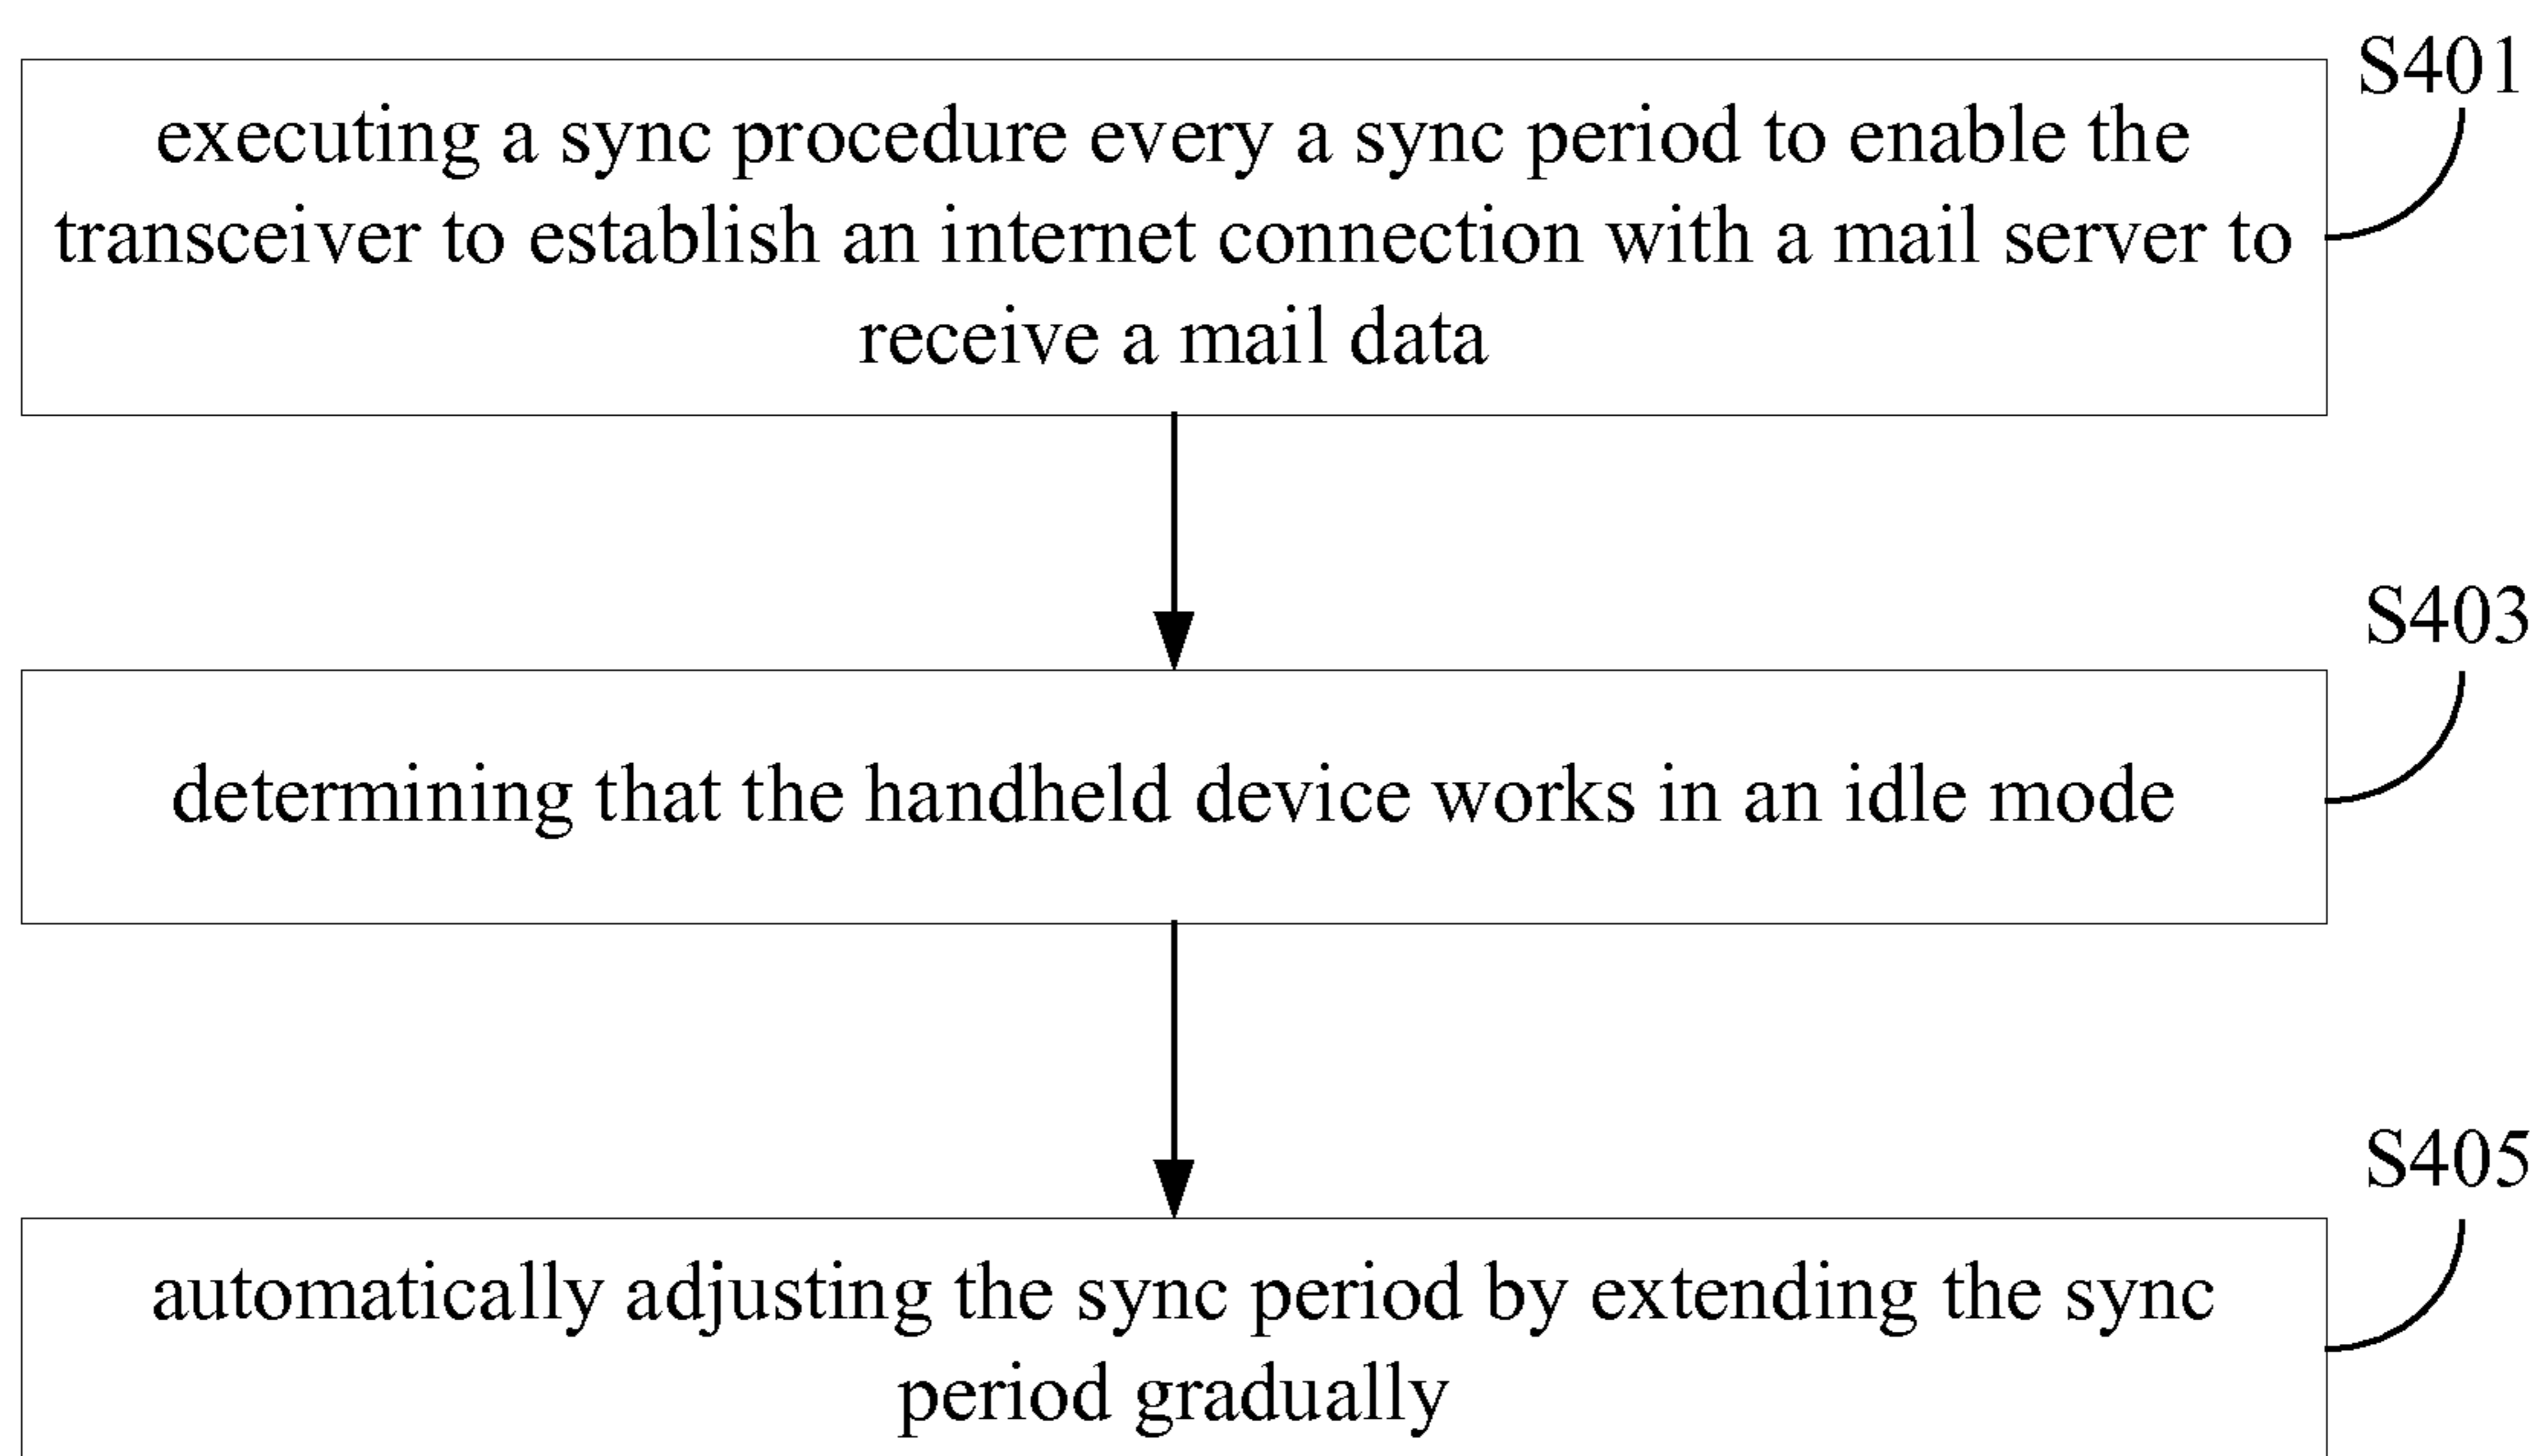 S401
executing a sync procedure every a sync period to enable the
transceiver to establish an internet connection with a mail server to
receive a mail data
S403
determining that the handheld device works in an idle mode
S405
automatically adjusting the sync period by extending the sync
period gradually